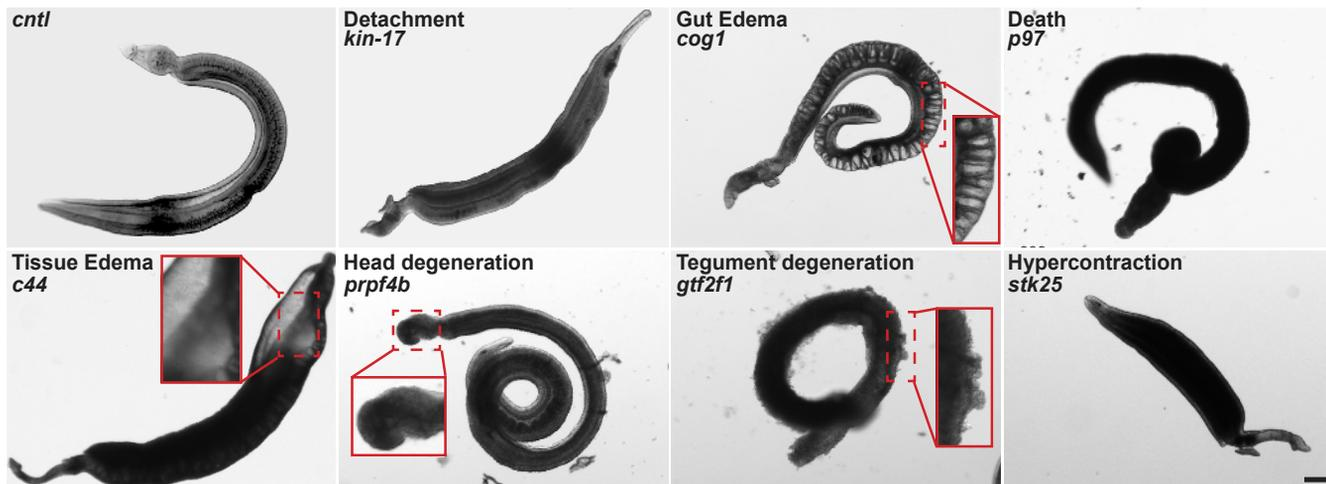 cntl
Detachment
kin-17
Gut Edema
cog1
Death
p97
Tissue Edema
c44
Head degeneration
prpf4b
Tegument degeneration
gtf2f1
Hypercontraction
stk25